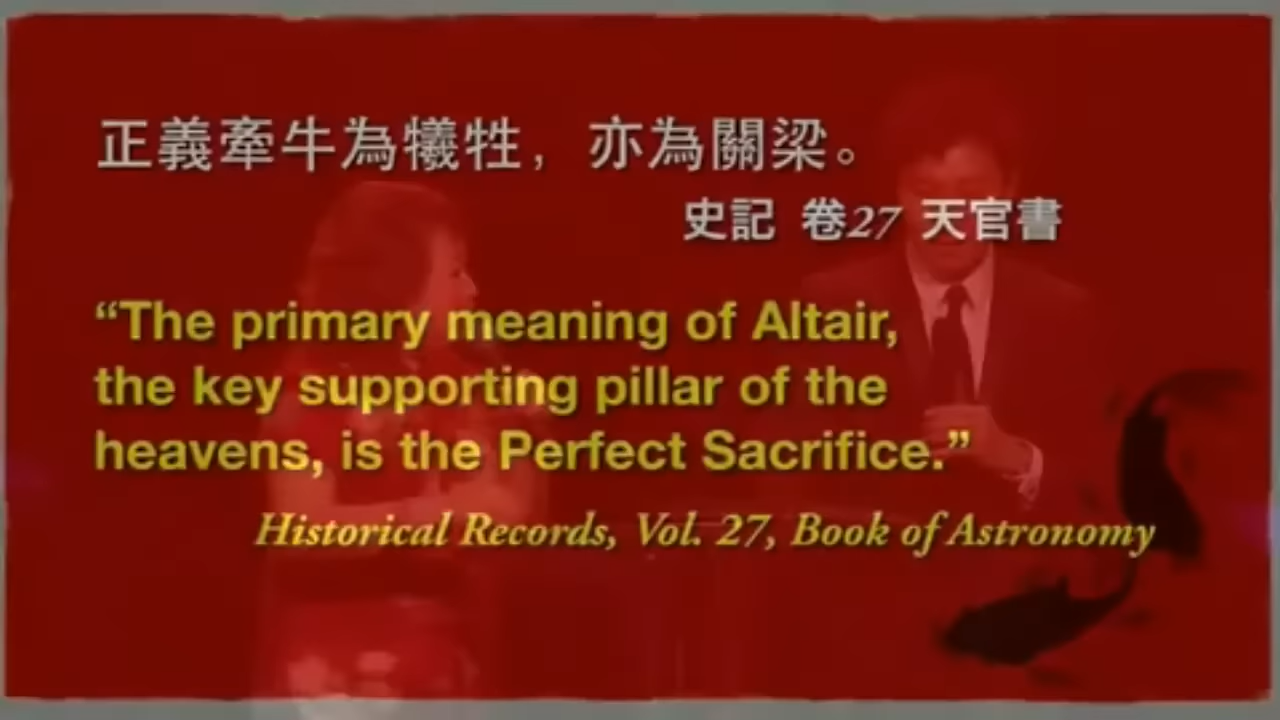 正義牽牛為犧牲，亦為關梁。
史記 卷27 天官書
“The primary meaning of Altair,
the key supporting pillar of the
heavens, is the Perfect Sacrifice.”
Historical Records, Vol. 27, Book of Astronomy